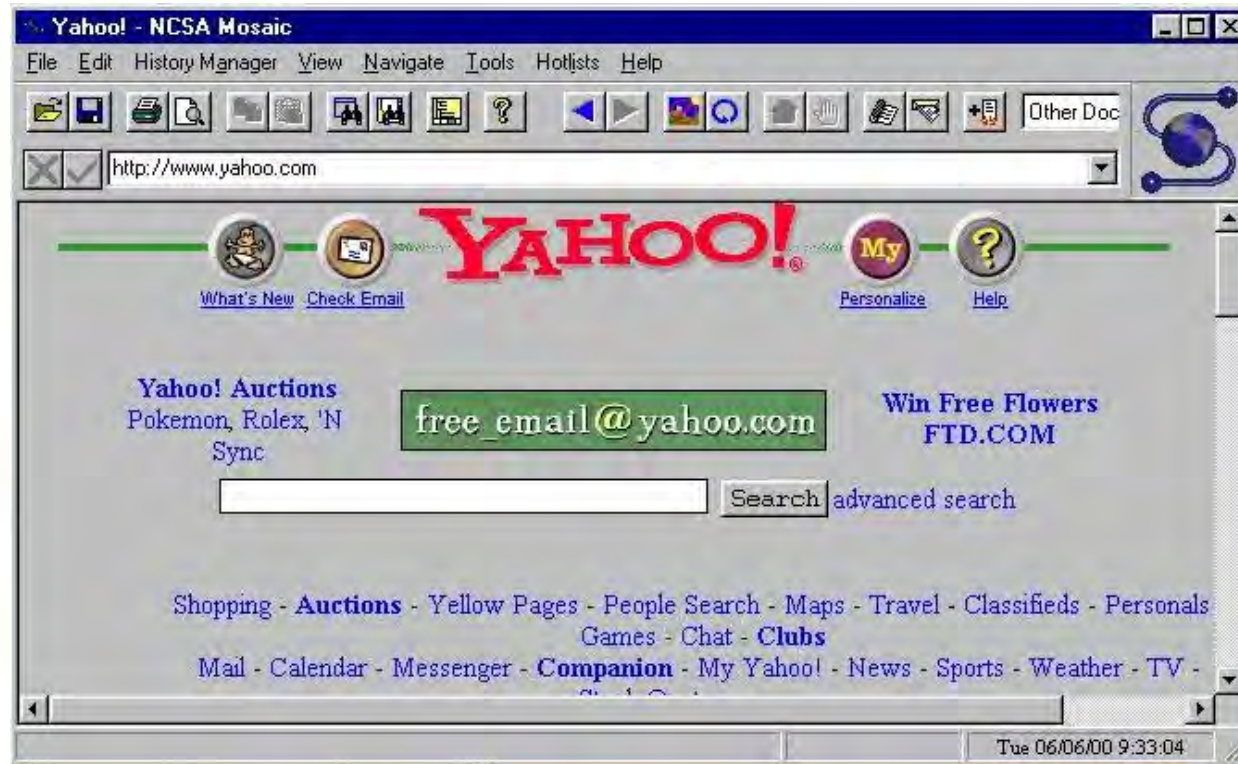 Yahoo! - NCSA Mosaic
File Edit History Manager View Navigate Tools Hotlists Help
? Other Doc
http://www.yahoo.com
YAHOO!®
My ?
What's New Check Email Personalize Help
Yahoo! Auctions
Pokemon, Rolex, 'N
Sync
free_email@yahoo.com
Win Free Flowers
FTD.COM
Search advanced search
Shopping - Auctions - Yellow Pages - People Search - Maps - Travel - Classifieds - Personals
Games - Chat - Clubs
Mail - Calendar - Messenger - Companion - My Yahoo! - News - Sports - Weather - TV -
Tue 06/06/00 9:33:04